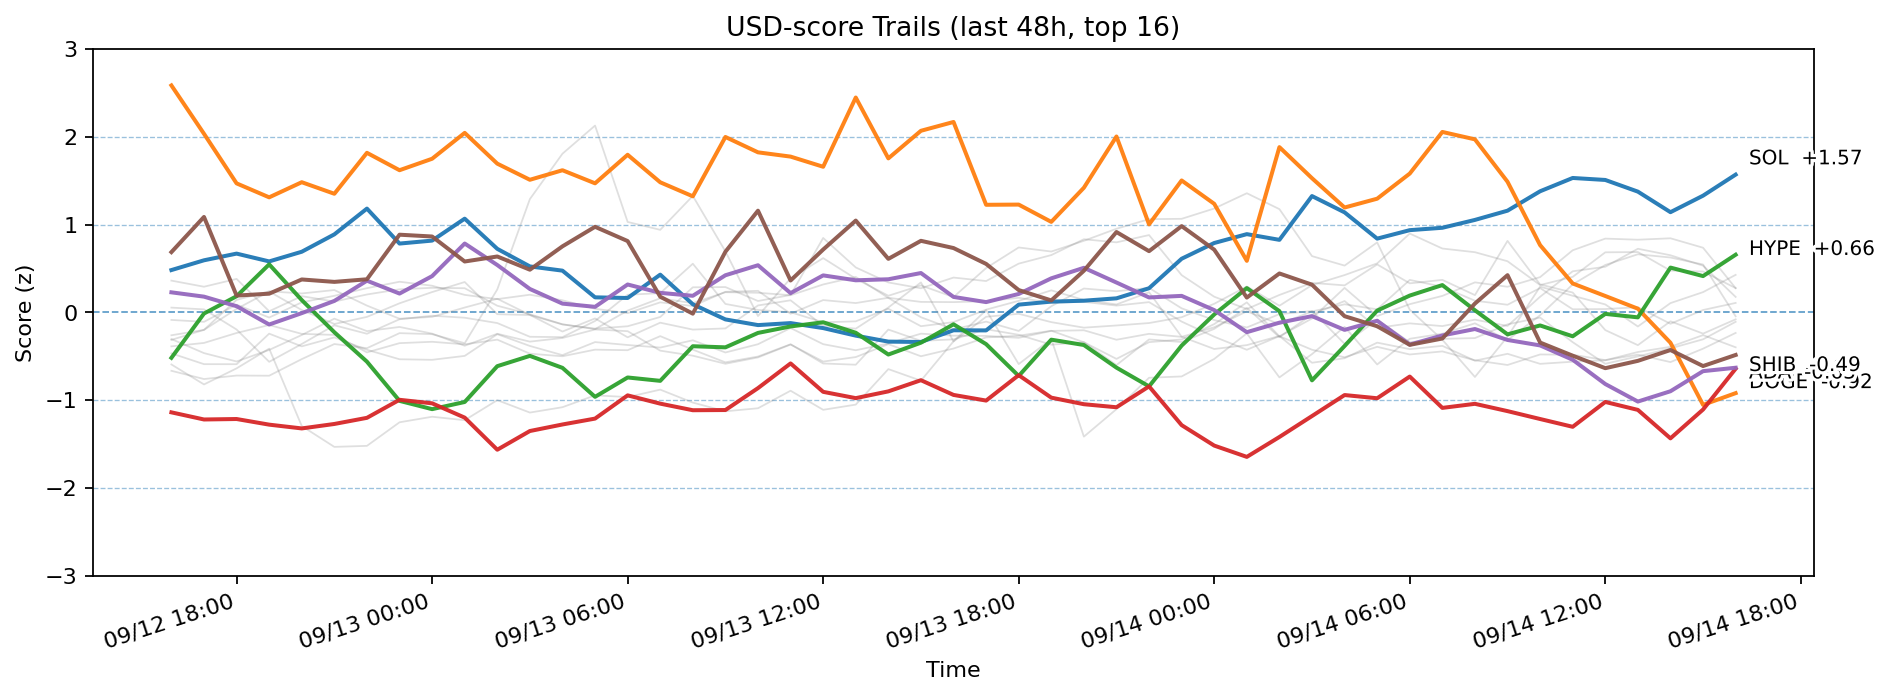 USD-score Trails (last 48h, top 16)
3
2
1
0
−1
−2
−3
Score (z)
SOL +1.57
HYPE +0.66
SHIB -0.49
DOGE -0.92
09/12 18:00
09/13 00:00
09/13 06:00
09/13 12:00
09/13 18:00
09/14 00:00
09/14 06:00
09/14 12:00
09/14 18:00
Time